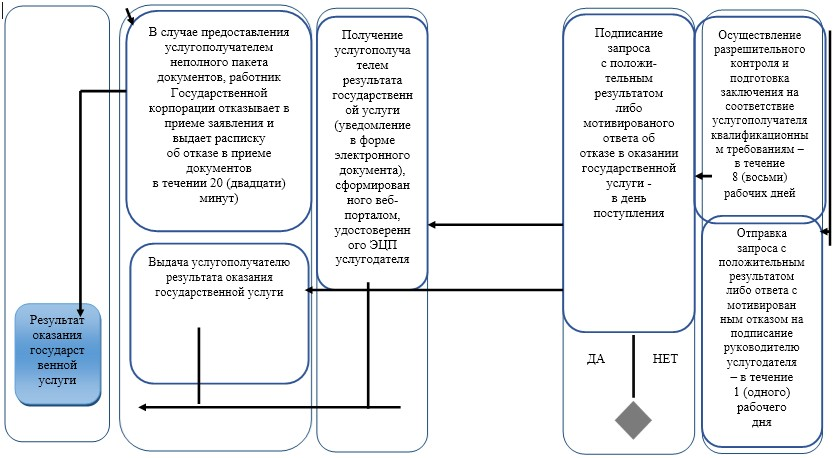 В случае предоставления
услугополучателем
неполного пакета
документов, работник
Государственной
корпорации отказывает в
приеме заявления и
выдает расписку
об отказе в приеме
документов
в течении 20 (двадцати)
минут)
Выдача услугополучателю
результата оказания
государственной услуги
Результат
оказания
государст
венной
услуги
Получение
услугополуча
телем
результата
государственн
ой услуги
(уведомление
в форме
электронного
документа),
сформирован
ного веб-
порталом,
удостоверен
ного ЭЦП
услугодателя
Подписание
запроса
с положи-
тельным
результатом
либо
мотивированого
ответа об
отказе в оказании
государственной
услуги -
в день
поступления
ДА
НЕТ
Осуществление
разрешительного
контроля и
подготовка
заключения на
соответствие
услугополучателя
квалификационны
м требованиям –
в течение
8 (восьми)
рабочих дней
Отправка
запроса с
положительным
результатом
либо ответа с
мотивирован
ным отказом на
подписание
руководителю
услугодателя
– в течение
1 (одного)
рабочего
дня